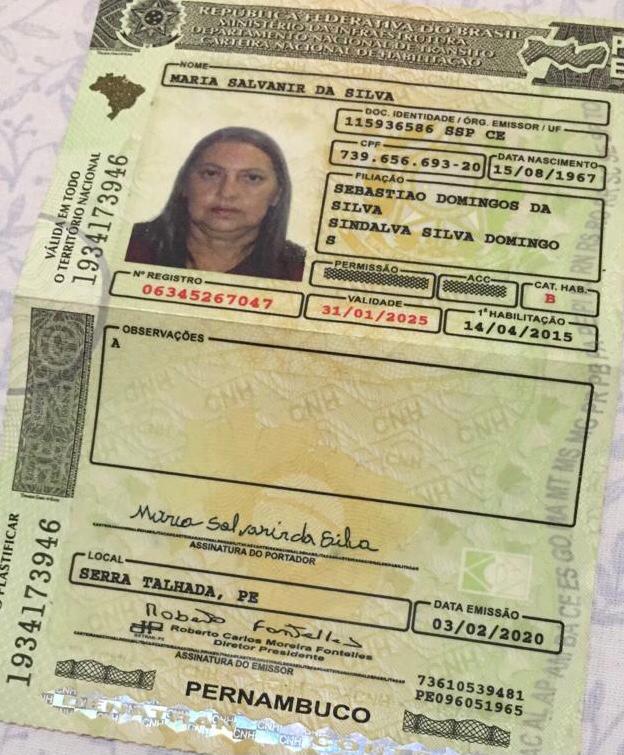 REPÚBLICA FEDERATIVA DO BRASIL
MINISTÉRIO DA INFRAESTRUTURA
DEPARTAMENTO NACIONAL DE TRÂNSITO
CARTEIRA NACIONAL DE HABILITAÇÃO
NOME
MARIA SALVANIR DA SILVA
DOC. IDENTIDADE / ÓRG. EMISSOR / UF
115936586 SSP CE
CPF
739.656.693-20
DATA NASCIMENTO
15/08/1967
FILIAÇÃO
SEBASTIAO DOMINGOS DA
SILVA
SINDALVA SILVA DOMINGO
S
PERMISSÃO
ACC
CAT. HAB.
B
Nº REGISTRO
06345267047
VALIDADE
31/01/2025
1ª HABILITAÇÃO
14/04/2015
VÁLIDA EM TODO
O TERRITÓRIO NACIONAL
1934173946
OBSERVAÇÕES
A
Maria Salvanir da Silva
ASSINATURA DO PORTADOR
LOCAL
SERRA TALHADA, PE
DATA EMISSÃO
03/02/2020
Roberto Fontelles
Roberto Carlos Moreira Fontelles
Diretor Presidente
DETRAN-PE
ASSINATURA DO EMISSOR
73610539481
PE096051965
PERNAMBUCO
PLASTIFICAR
1934173946